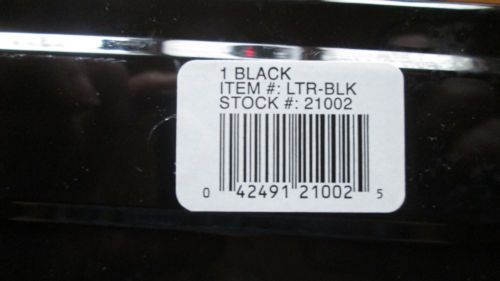 1 BLACK
ITEM #: LTR-BLK
STOCK #: 21002
0 42491 21002 5